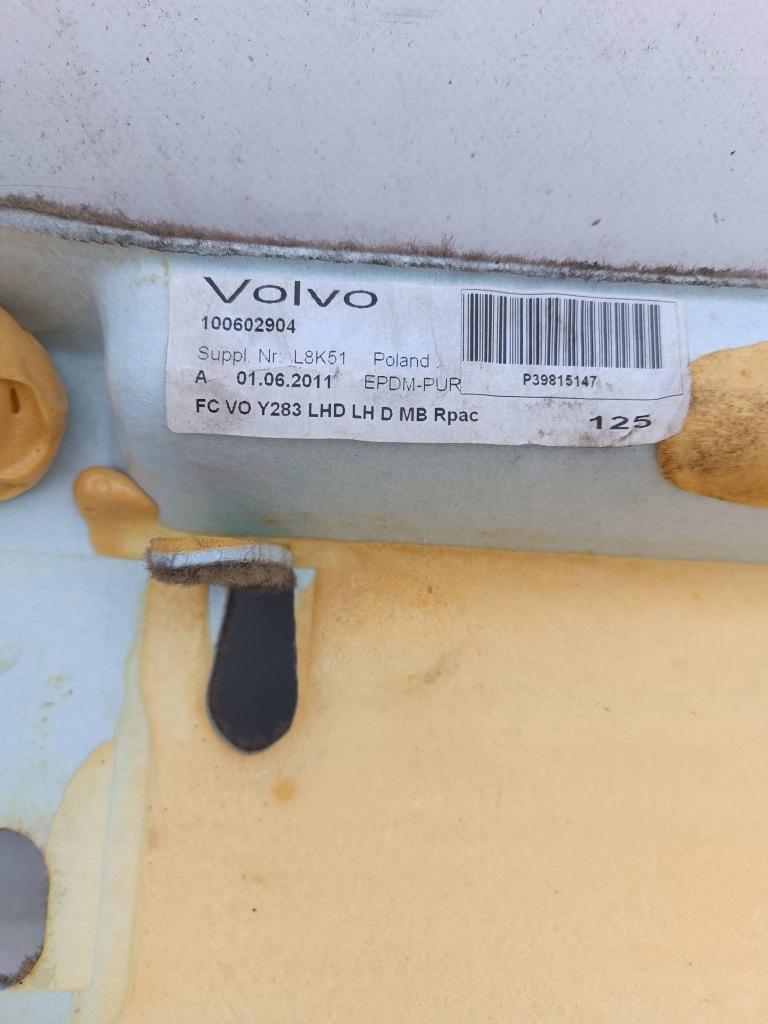 Volvo
100602904
Suppl. Nr: L8K51 Poland
A 01.06.2011 EPDM-PUR
P39815147
FC VO Y283 LHD LH D MB Rpac
125